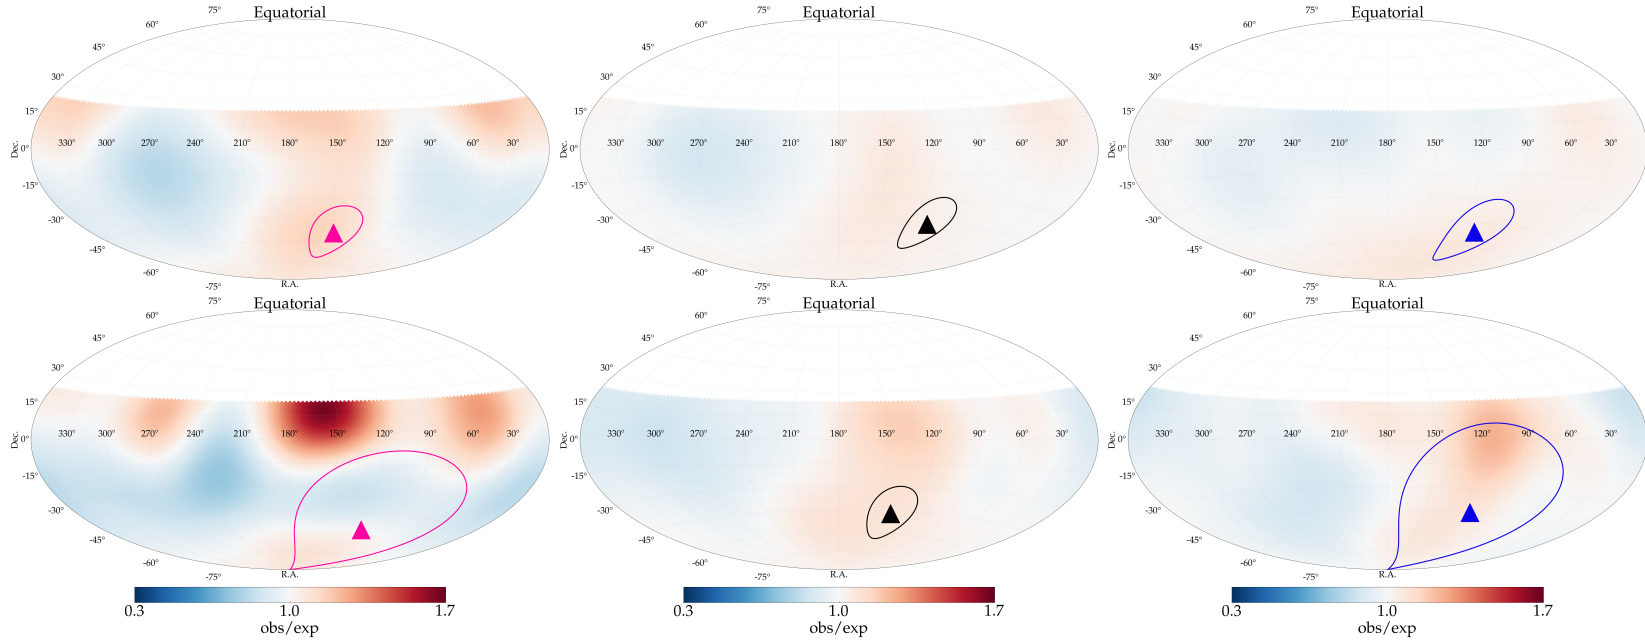 Equatorial Equatorial Equatorial
75° 75° 75°
60° 60° 60°
45° 45° 45°
30° 30° 30°
15° 15° 15°
330° 300° 270° 240° 210° 180° 150° 120° 90° 60° 30° 330° 300° 270° 240° 210° 180° 150° 120° 90° 60° 30° 330° 300° 270° 240° 210° 180° 150° 120° 90° 60° 30°
Dec. 0° Dec. 0° Dec. 0°
-15° -15° -15°
-30° -30° -30°
-45° -45° -45°
-60° -60° -60°
-75° R.A. -75° R.A. -75° R.A.
Equatorial Equatorial Equatorial
75° 75° 75°
60° 60° 60°
45° 45° 45°
30° 30° 30°
15° 15° 15°
330° 300° 270° 240° 210° 180° 150° 120° 90° 60° 30° 330° 300° 270° 240° 210° 180° 150° 120° 90° 60° 30° 330° 300° 270° 240° 210° 180° 150° 120° 90° 60° 30°
Dec. 0° Dec. 0° Dec. 0°
-15° -15° -15°
-30° -30° -30°
-45° -45° -45°
-60° -60° -60°
-75° R.A. -75° R.A. -75° R.A.
0.3 1.0 1.7 0.3 1.0 1.7 0.3 1.0 1.7
obs/exp obs/exp obs/exp